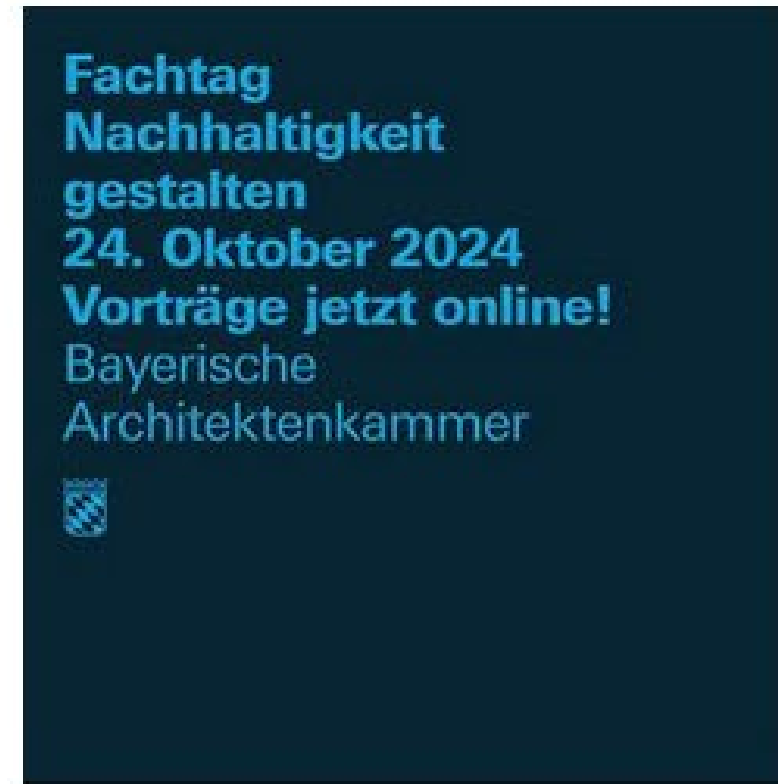 Fachtag
Nachhaltigkeit
gestalten
24. Oktober 2024
Vorträge jetzt online!
Bayerische
Architektenkammer